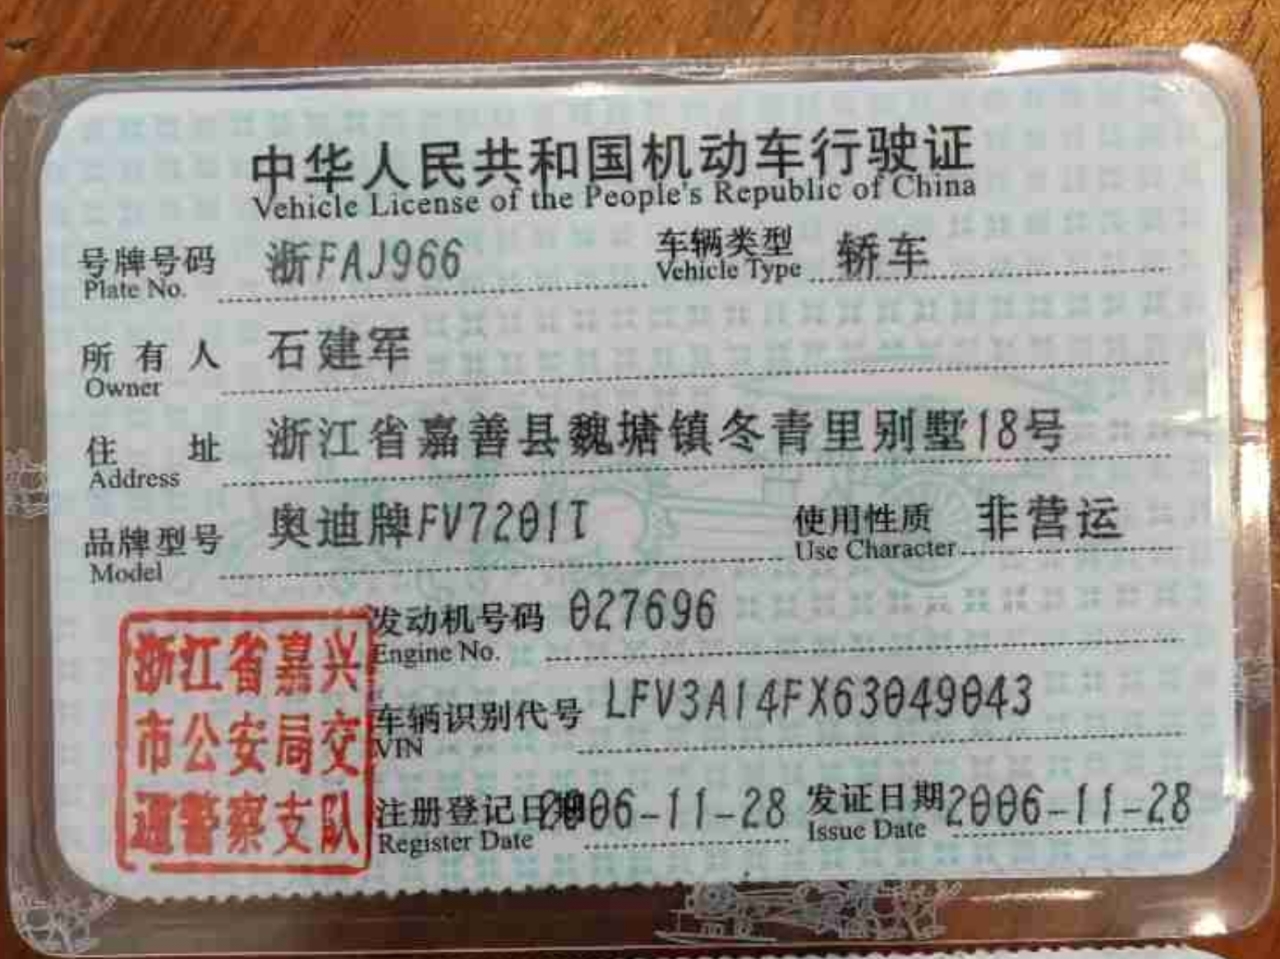 中华人民共和国机动车行驶证
Vehicle License of the People's Republic of China
号牌号码 浙FAJ966 车辆类型 轿车
Plate No. Vehicle Type
所有人 石建军
Owner
住址 浙江省嘉善县魏塘镇冬青里别墅18号
Address
品牌型号 奥迪牌FV7201T 使用性质 非营运
Model Use Character
发动机号码 027696
Engine No.
车辆识别代号 LFV3A14FX63049043
VIN
注册登记日期 2006-11-28 发证日期 2006-11-28
Register Date Issue Date
浙江省嘉兴
市公安局交
通警察支队